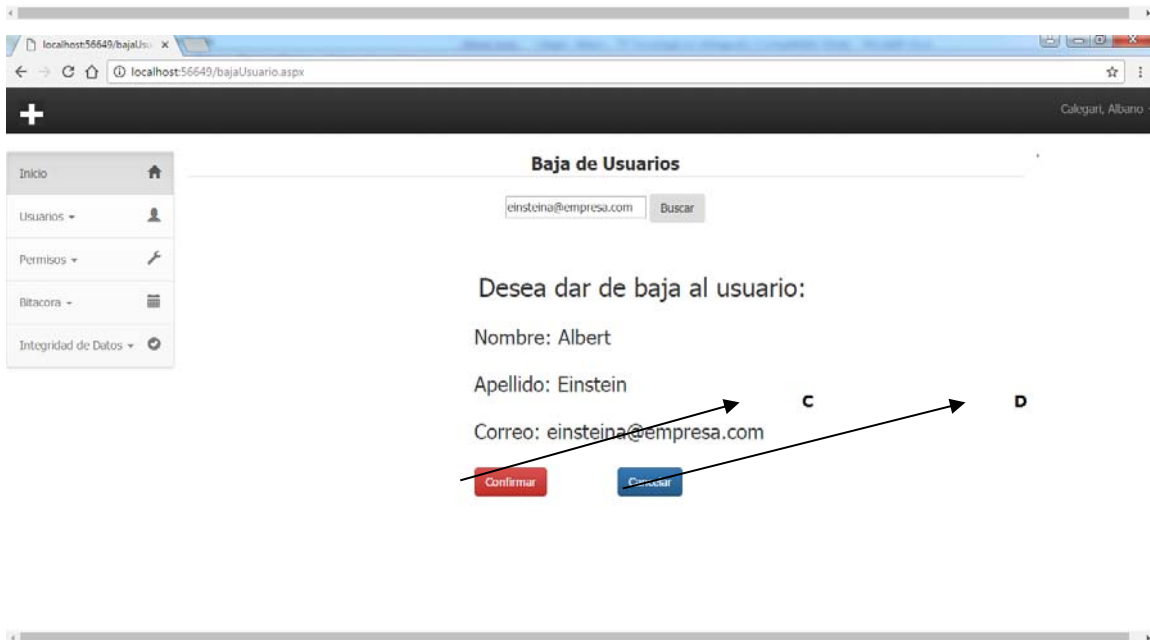 localhost:56649/bajaUsu
localhost:56649/bajaUsuario.aspx
Calegari, Albano
Baja de Usuarios
Inicio
einsteina@empresa.com Buscar
Usuarios
Permisos
Desea dar de baja al usuario:
Bitacora
Nombre: Albert
Integridad de Datos
Apellido: Einstein
C D
Correo: einsteina@empresa.com
Confirmar Cancelar